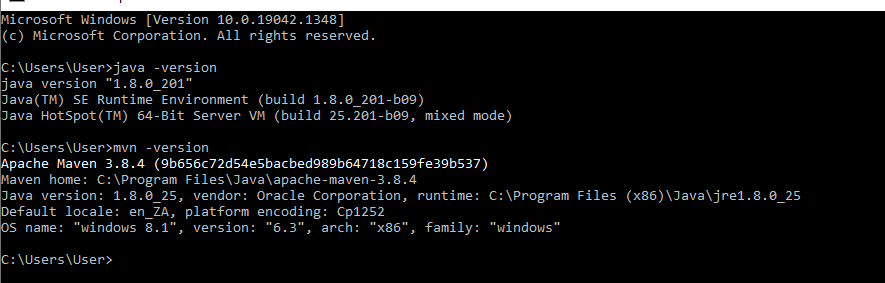 Microsoft Windows [Version 10.0.19042.1348]
(c) Microsoft Corporation. All rights reserved.
C:\Users\User>java -version
java version "1.8.0_201"
Java(TM) SE Runtime Environment (build 1.8.0_201-b09)
Java HotSpot(TM) 64-Bit Server VM (build 25.201-b09, mixed mode)
C:\Users\User>mvn -version
Apache Maven 3.8.4 (9b656c72d54e5bacbed989b64718c159fe39b537)
Maven home: C:\Program Files\Java\apache-maven-3.8.4
Java version: 1.8.0_25, vendor: Oracle Corporation, runtime: C:\Program Files (x86)\Java\jre1.8.0_25
Default locale: en_ZA, platform encoding: Cp1252
OS name: "windows 8.1", version: "6.3", arch: "x86", family: "windows"
C:\Users\User>